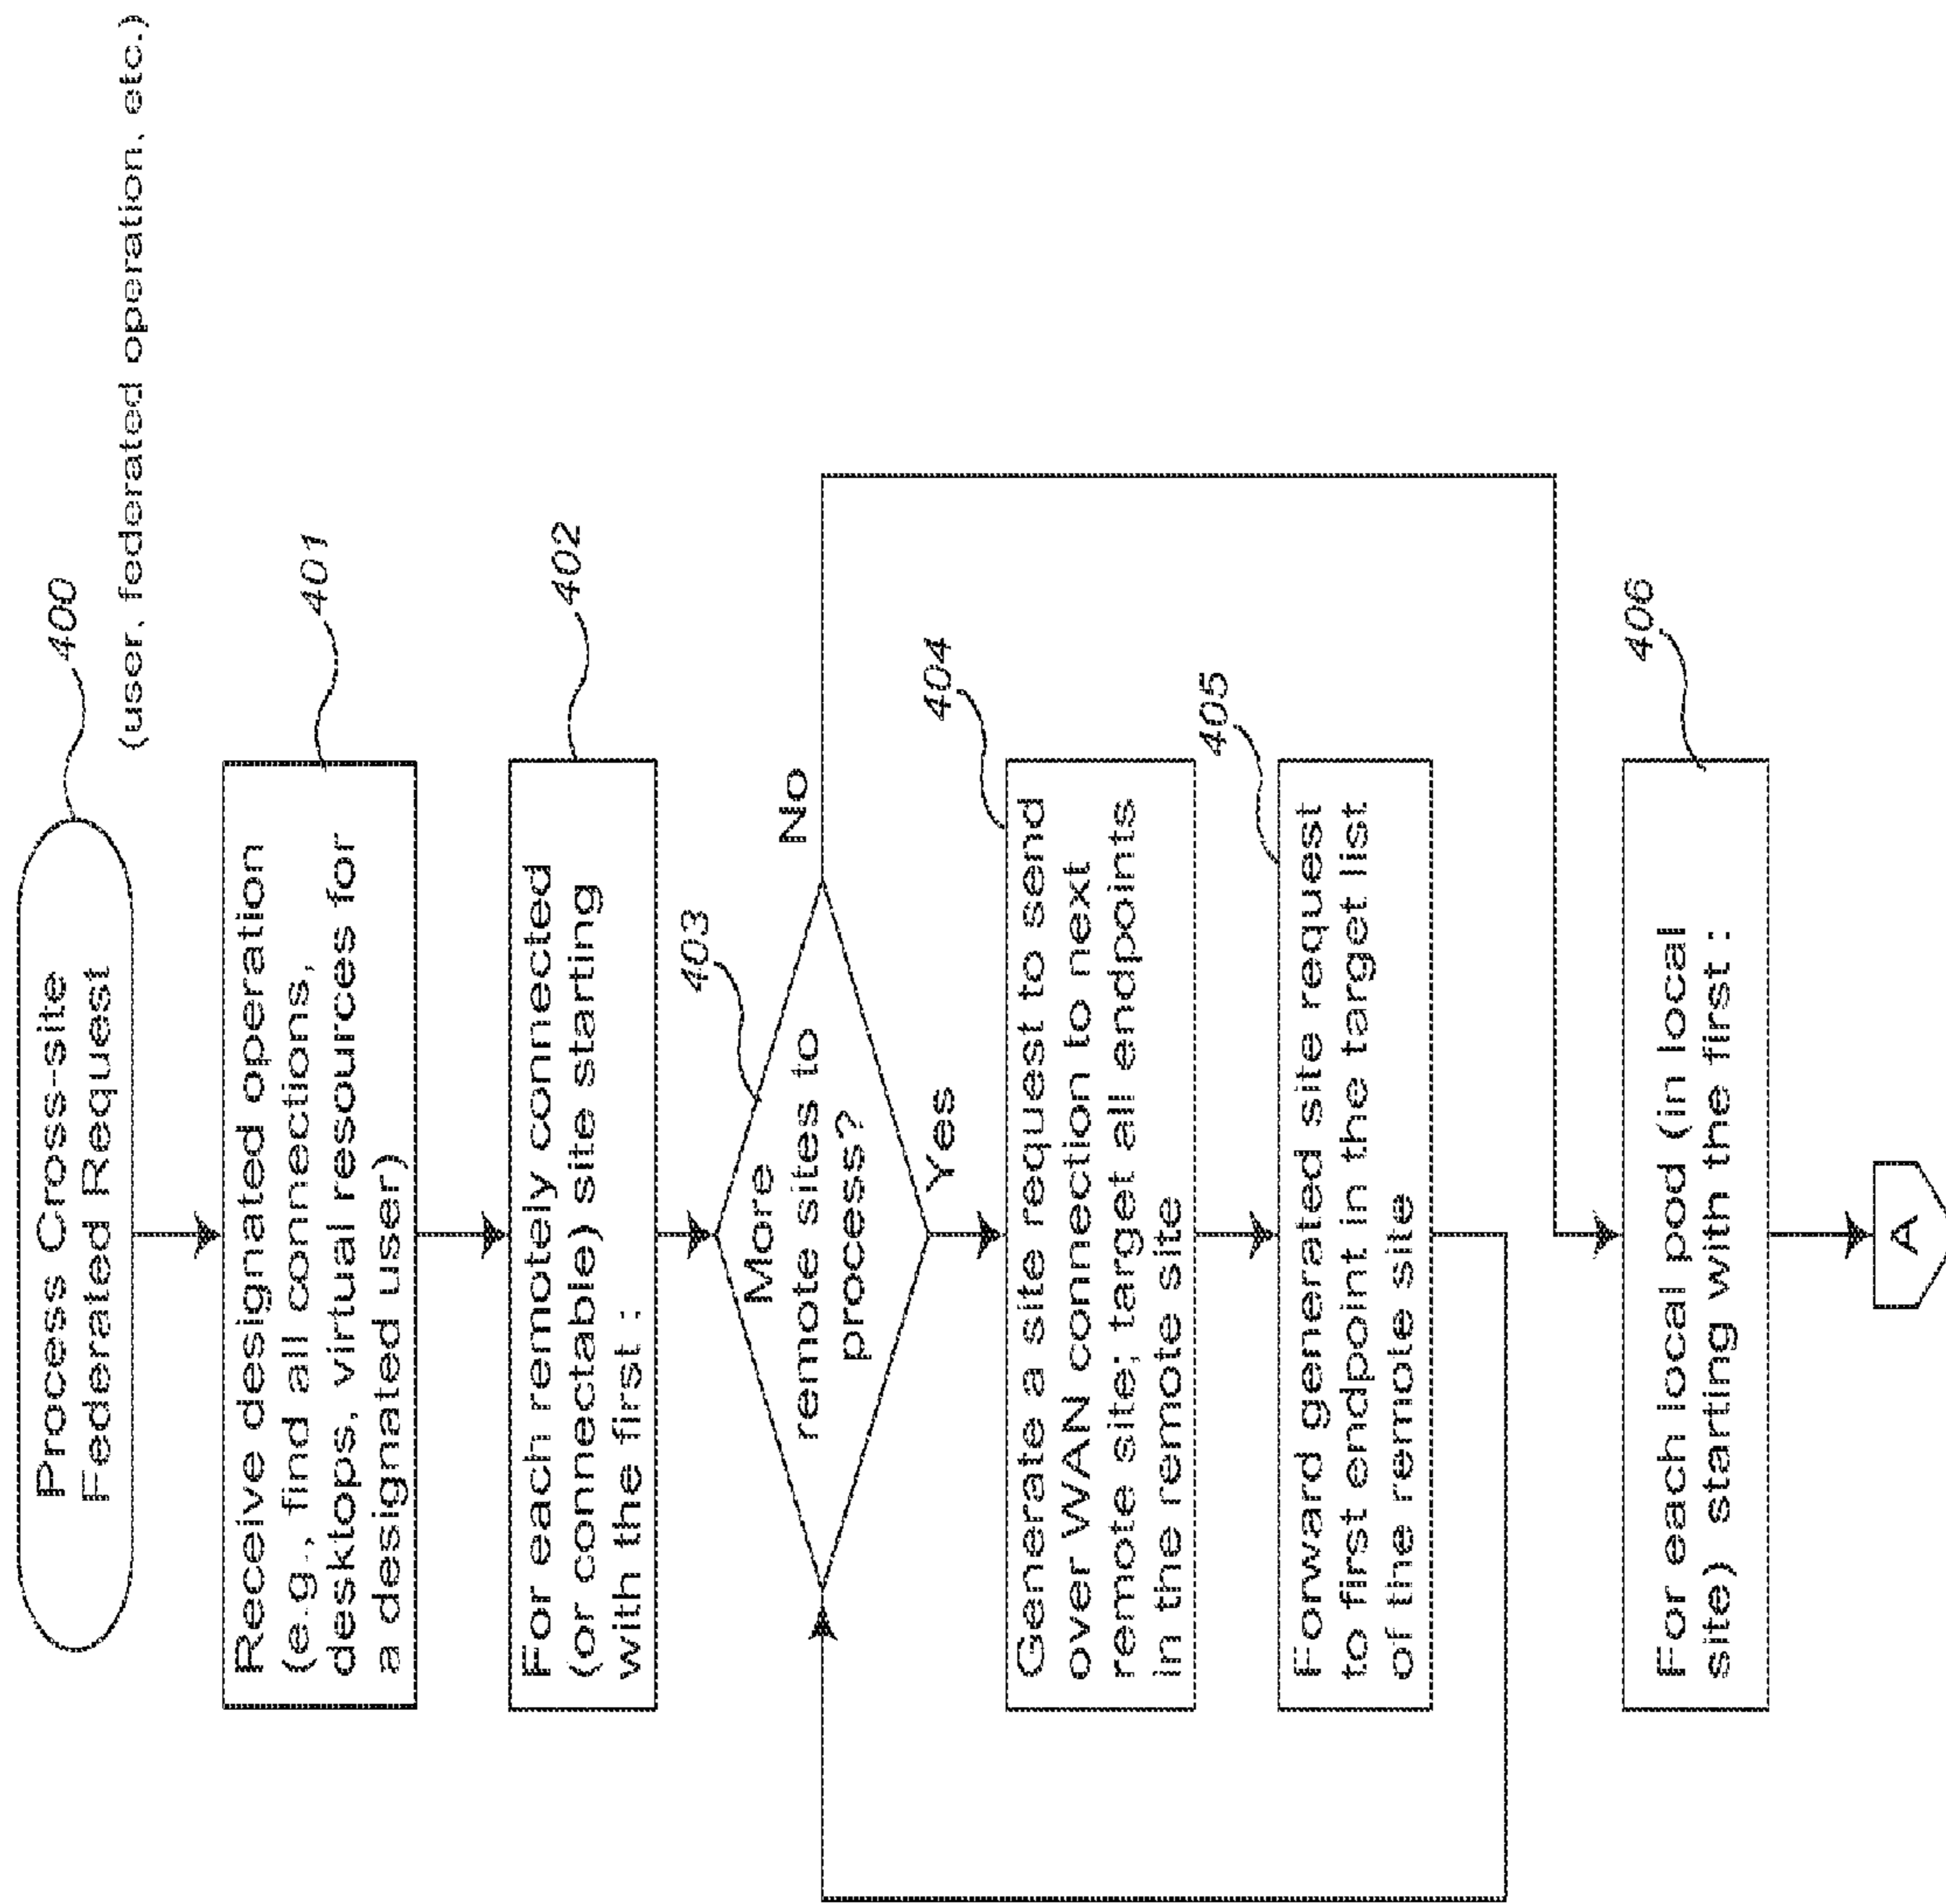 Process Cross-site
Federated Request
400
(user, federated operation, etc.)
Receive designated operation
(e.g., find all connections,
desktops, virtual resources for
a designated user)
401
For each remotely connected
(or connectable) site starting
with the first :
402
More
remote sites to
process?
403
No
Yes
Generate a site request to send
over WAN connection to next
remote site; target all endpoints
in the remote site
404
Forward generated site request
to first endpoint in the target list
of the remote site
405
For each local pod (in local
site) starting with the first :
406
A